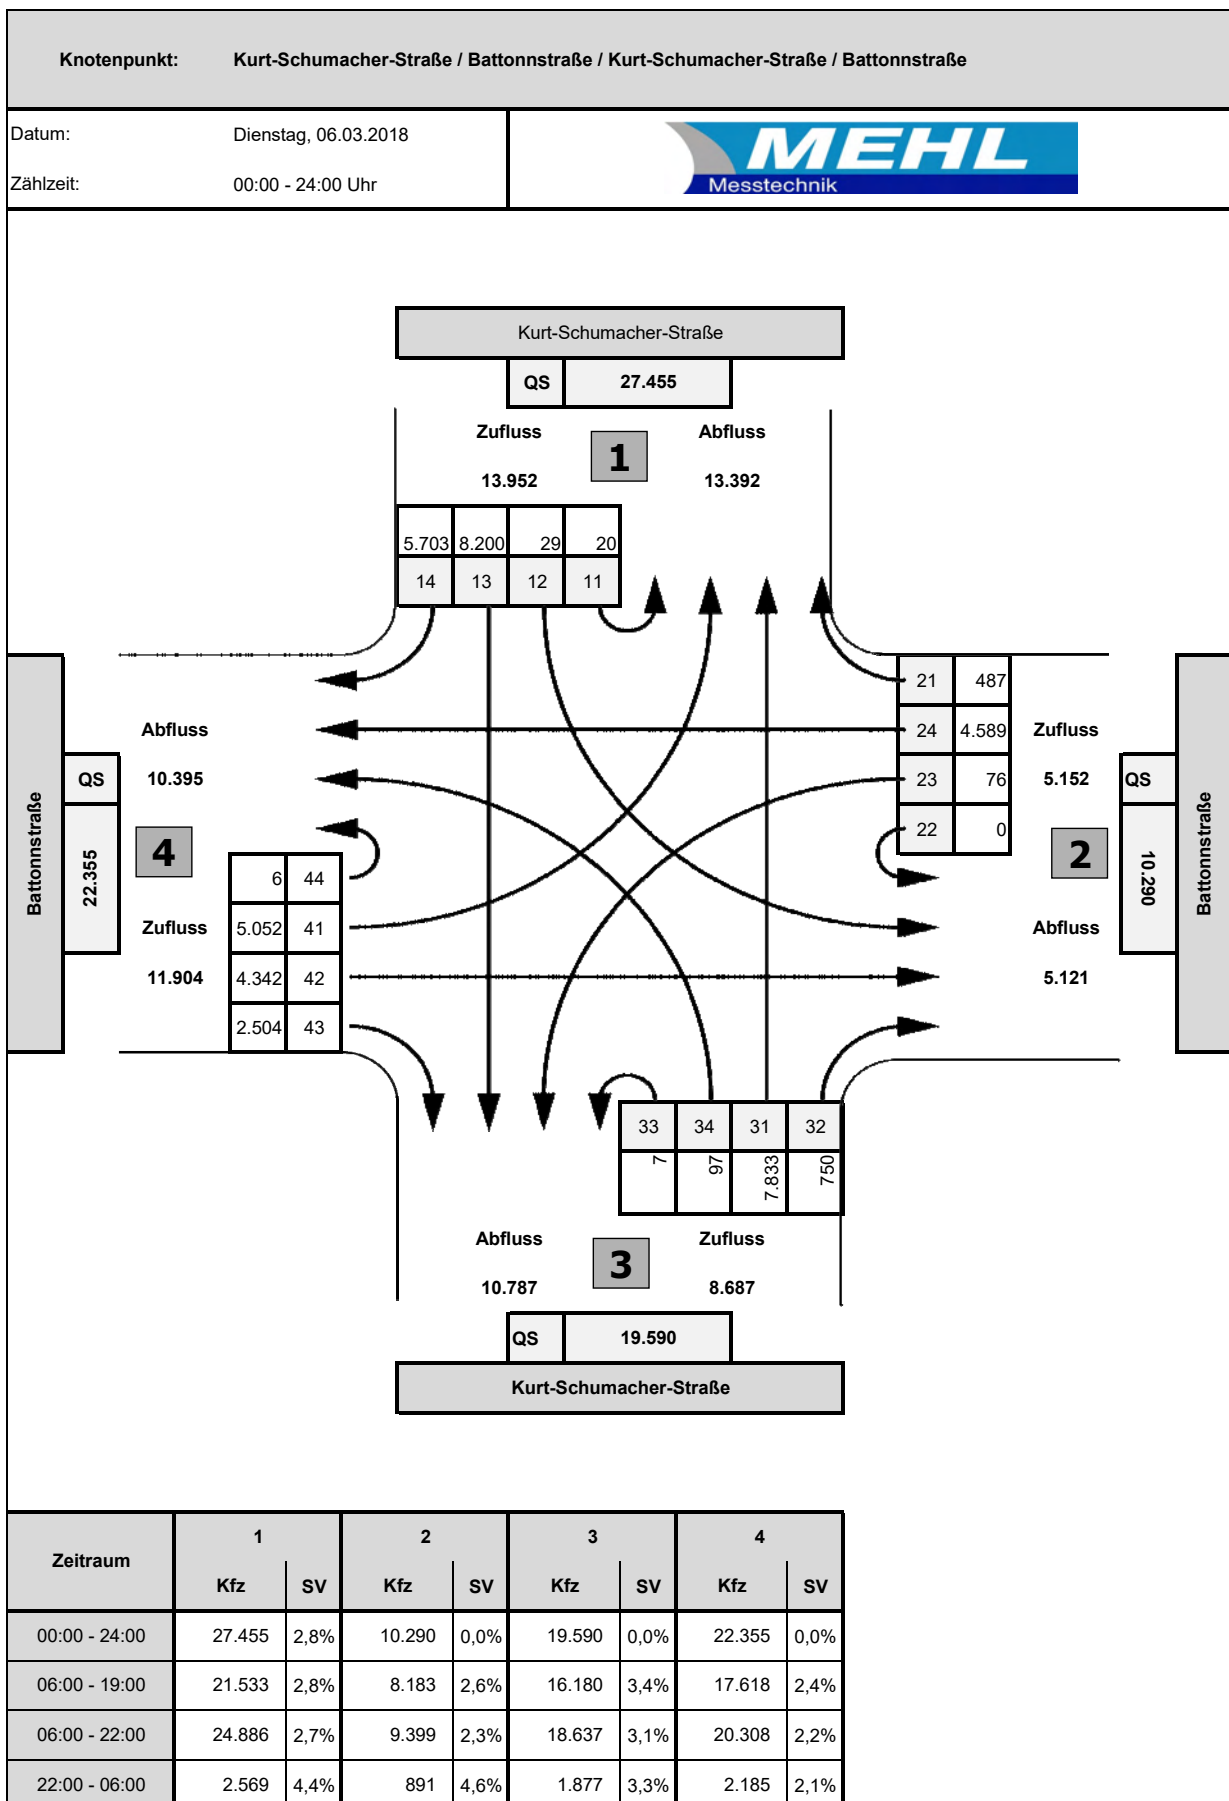 Knotenpunkt: Kurt-Schumacher-Straße / Battonnstraße / Kurt-Schumacher-Straße / Battonnstraße
Datum: Dienstag, 06.03.2018
MEHL
Messtechnik
Zählzeit: 00:00 - 24:00 Uhr
Kurt-Schumacher-Straße
QS 27.455
Zufluss 1 Abfluss
13.952 13.392
5.703 8.200 29 20
14 13 12 11
21 487
24 4.589
23 76
22 0
Zufluss
5.152
2
Abfluss
5.121
QS
10.290
Battonnstraße
Battonnstraße
QS
22.355
Abfluss
10.395
4
Zufluss
11.904
6 44
5.052 41
4.342 42
2.504 43
33 34 31 32
7 97 7.833 750
Abfluss 3 Zufluss
10.787 8.687
QS 19.590
Kurt-Schumacher-Straße
Zeitraum 1 2 3 4
Kfz SV Kfz SV Kfz SV Kfz SV
00:00 - 24:00 27.455 2,8% 10.290 0,0% 19.590 0,0% 22.355 0,0%
06:00 - 19:00 21.533 2,8% 8.183 2,6% 16.180 3,4% 17.618 2,4%
06:00 - 22:00 24.886 2,7% 9.399 2,3% 18.637 3,1% 20.308 2,2%
22:00 - 06:00 2.569 4,4% 891 4,6% 1.877 3,3% 2.185 2,1%